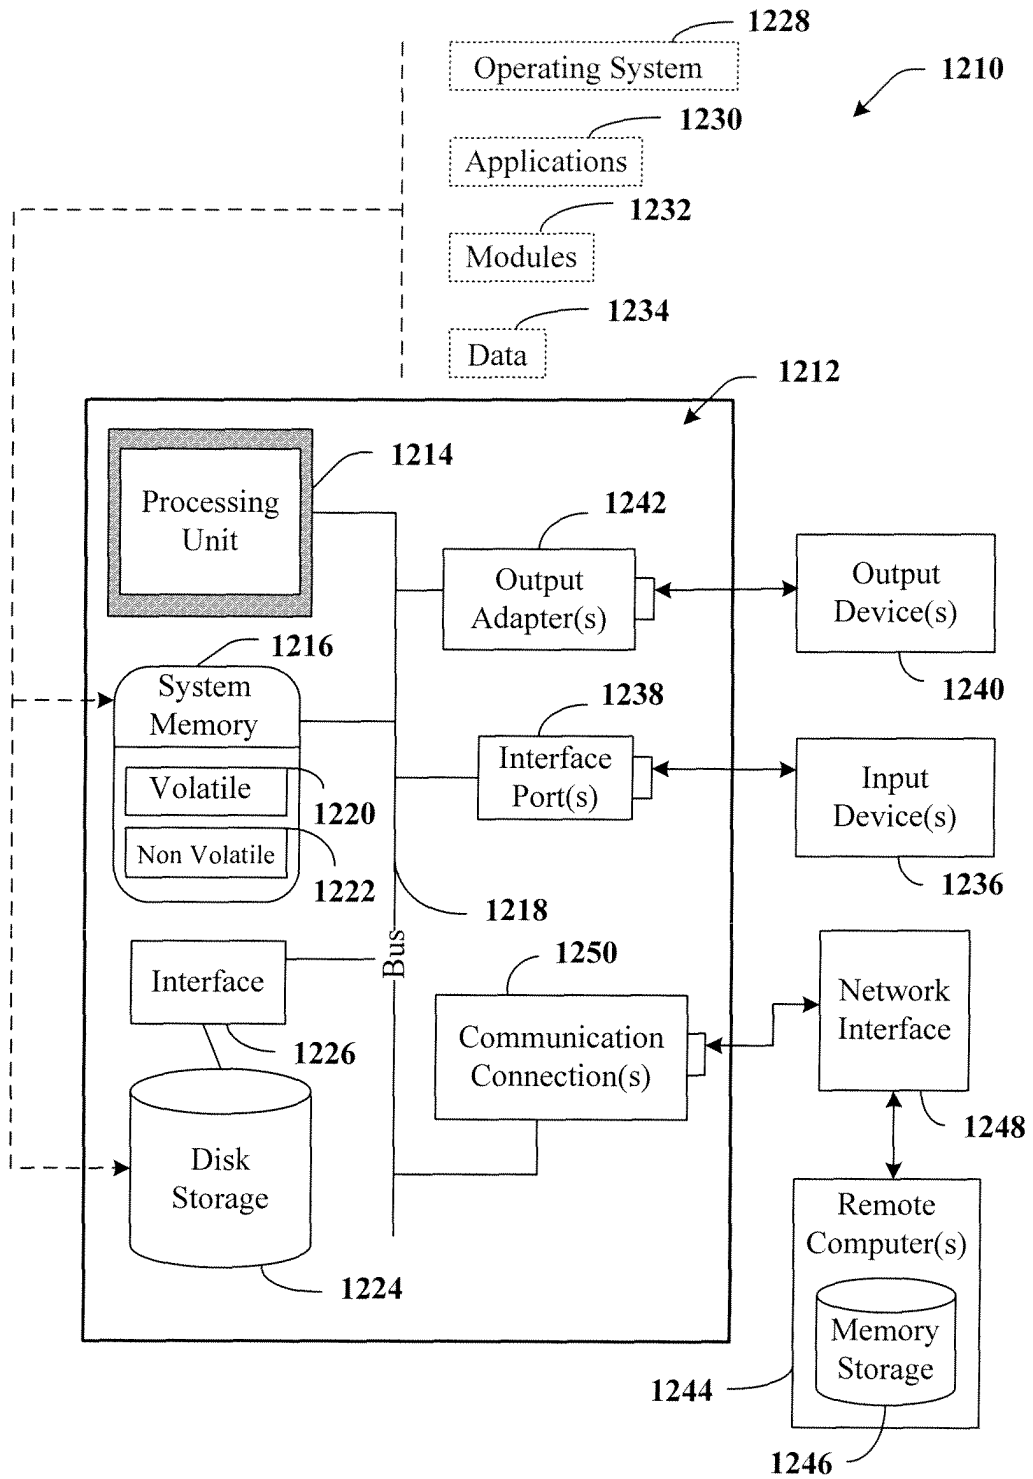 1228
Operating System
1210
1230
Applications
1232
Modules
1234
Data
1212
1214
Processing
Unit
1242
Output
Adapter(s)
Output
Device(s)
1240
1216
System
Memory
1238
Interface
Port(s)
Input
Device(s)
1236
Volatile
1220
Non Volatile
1222
1218
Bus
1250
Interface
1226
Communication
Connection(s)
Network
Interface
1248
Disk
Storage
1224
Remote
Computer(s)
Memory
Storage
1244
1246